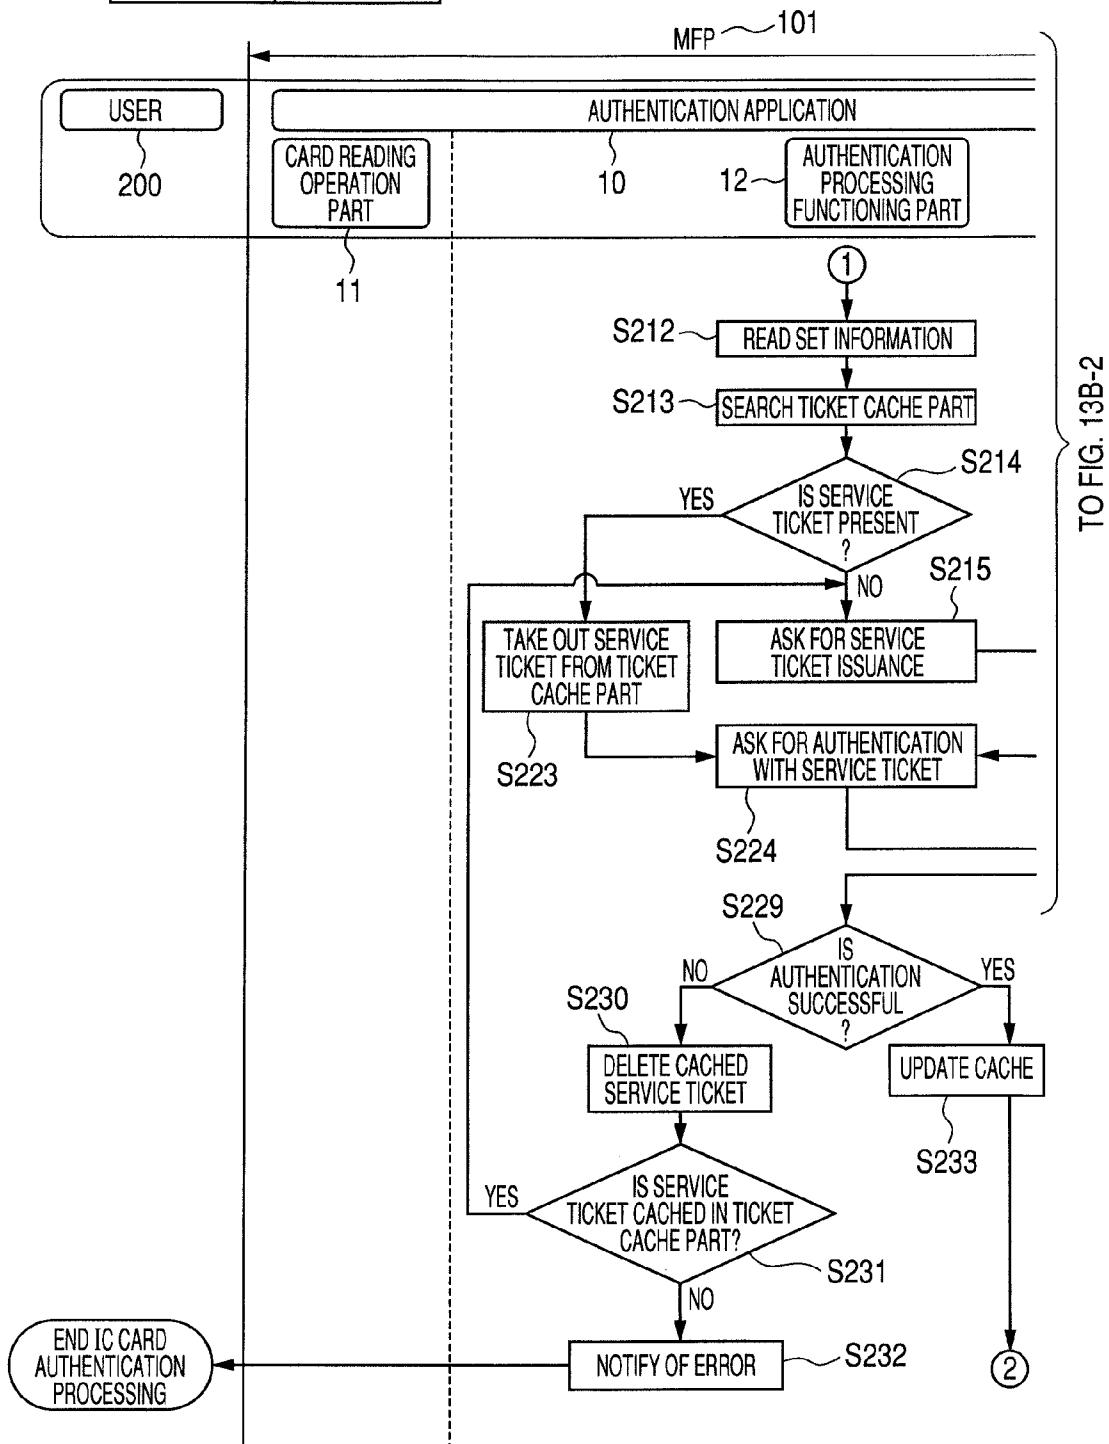 MFP 101
USER
AUTHENTICATION APPLICATION
200
CARD READING
OPERATION
PART
11
10
12
AUTHENTICATION
PROCESSING
FUNCTIONING PART
1
S212
READ SET INFORMATION
S213
SEARCH TICKET CACHE PART
S214
IS SERVICE
TICKET PRESENT
?
YES
NO
S215
TAKE OUT SERVICE
TICKET FROM TICKET
CACHE PART
S223
ASK FOR SERVICE
TICKET ISSUANCE
ASK FOR AUTHENTICATION
WITH SERVICE TICKET
S224
TO FIG. 13B-2
S229
IS
AUTHENTICATION
SUCCESSFUL
?
NO
YES
S230
DELETE CACHED
SERVICE TICKET
UPDATE CACHE
S233
YES
IS SERVICE
TICKET CACHED IN TICKET
CACHE PART?
S231
NO
END IC CARD
AUTHENTICATION
PROCESSING
NOTIFY OF ERROR
S232
2